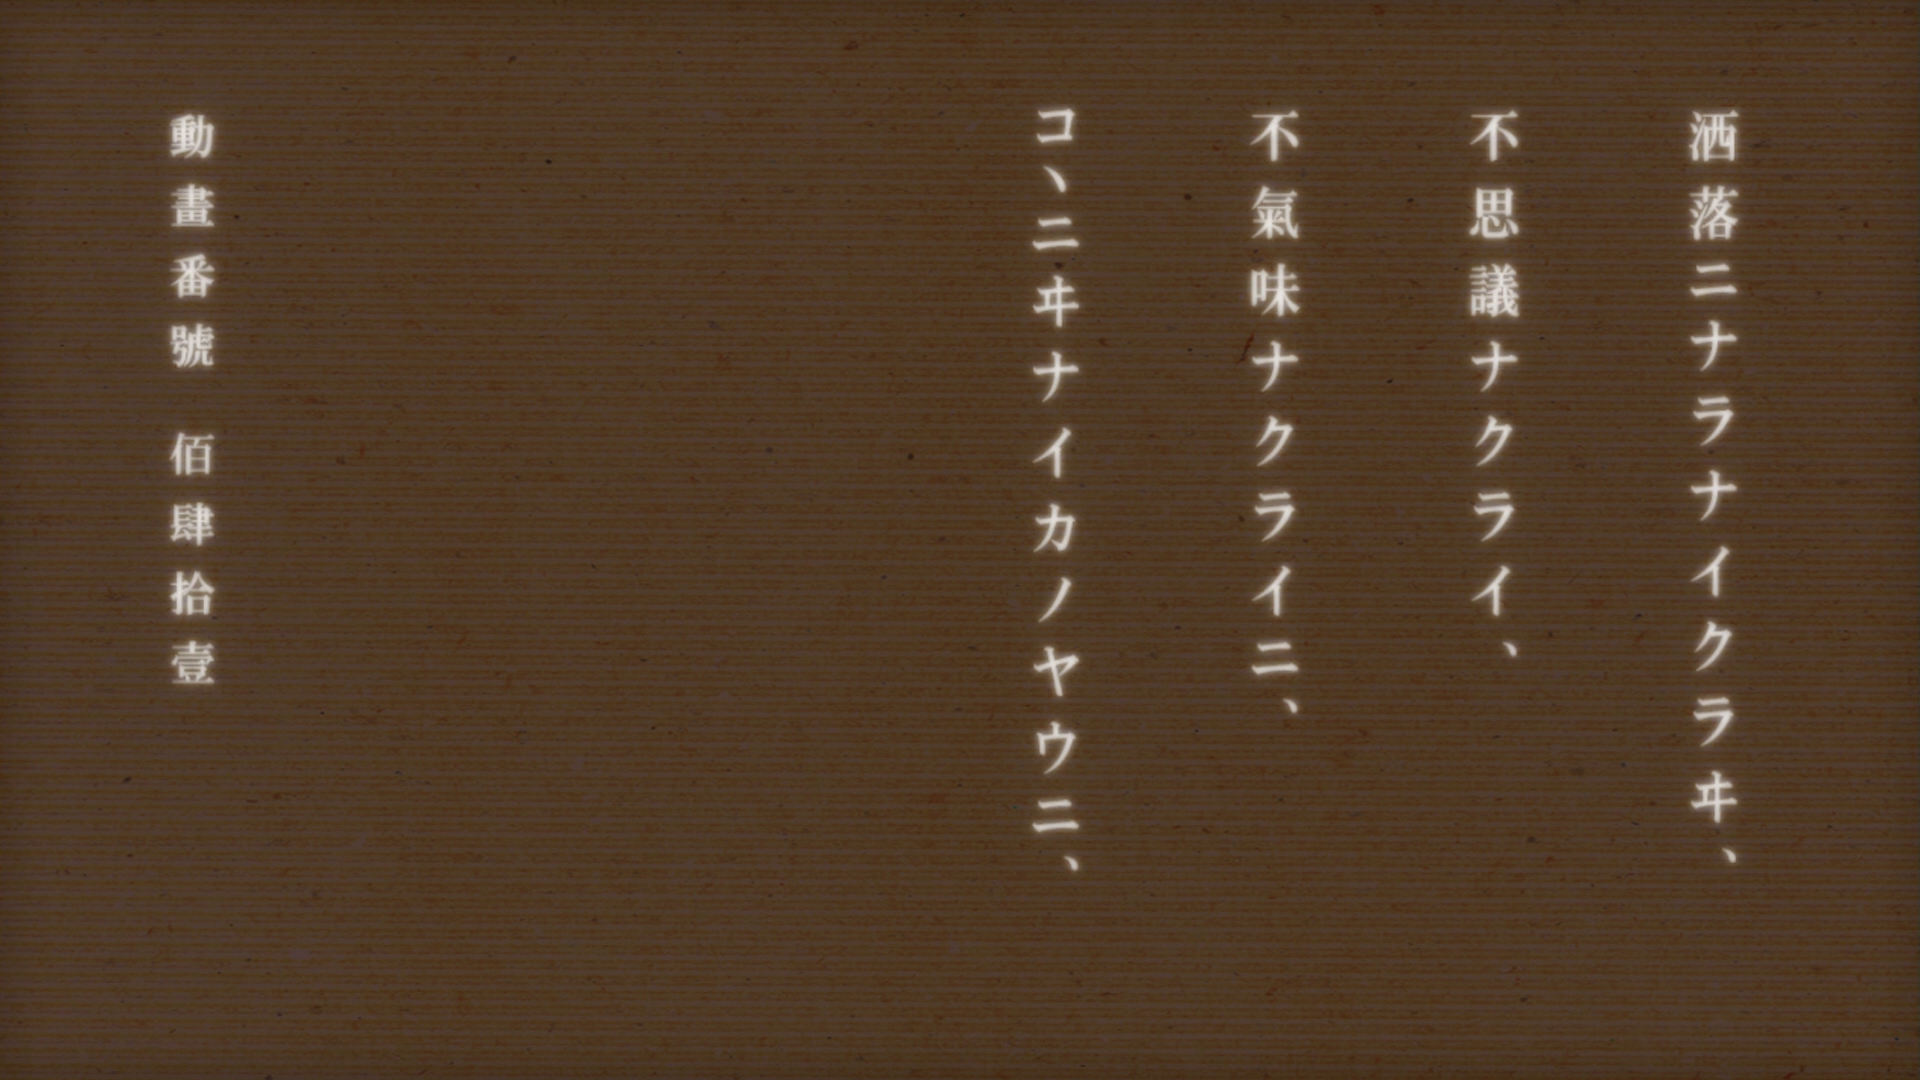 洒落ニナラナイクラヰ、
不思議ナクライ、
不氣味ナクライニ、
コヽニヰナイカノヤウニ、
動畫番號 佰肆拾壹